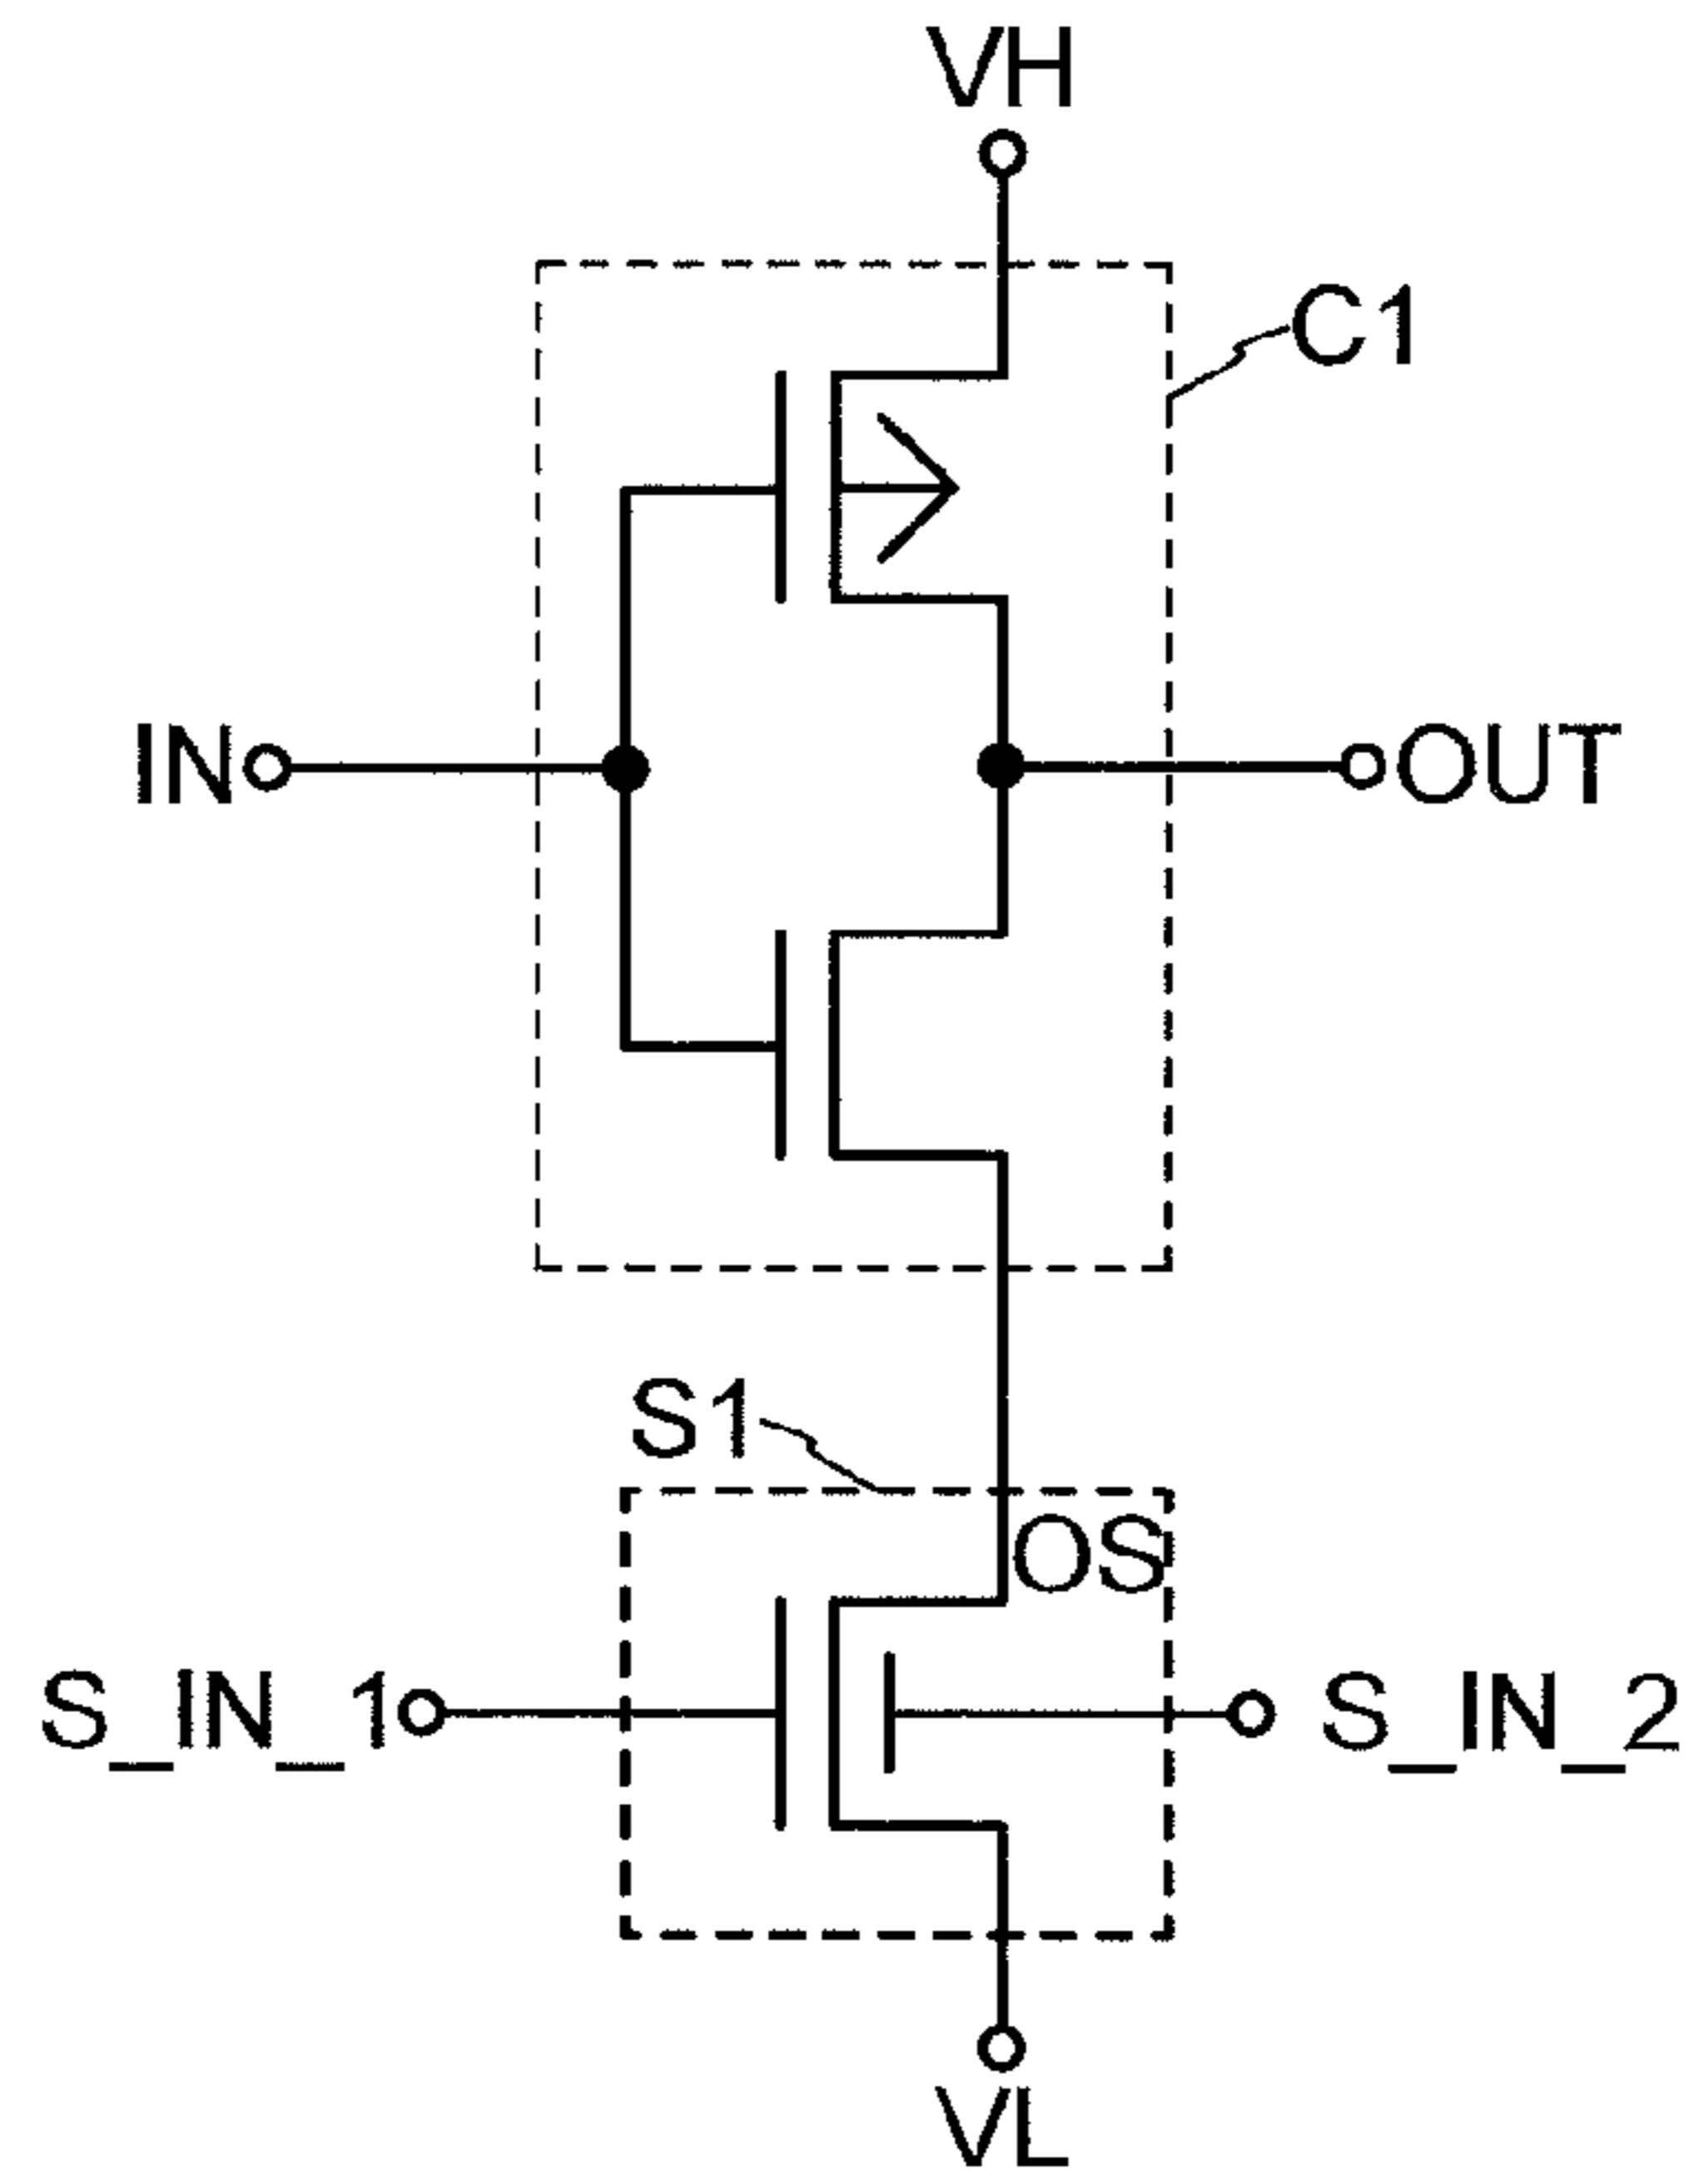 VH
C1
IN
OUT
S1
OS
S_IN_1
S_IN_2
VL